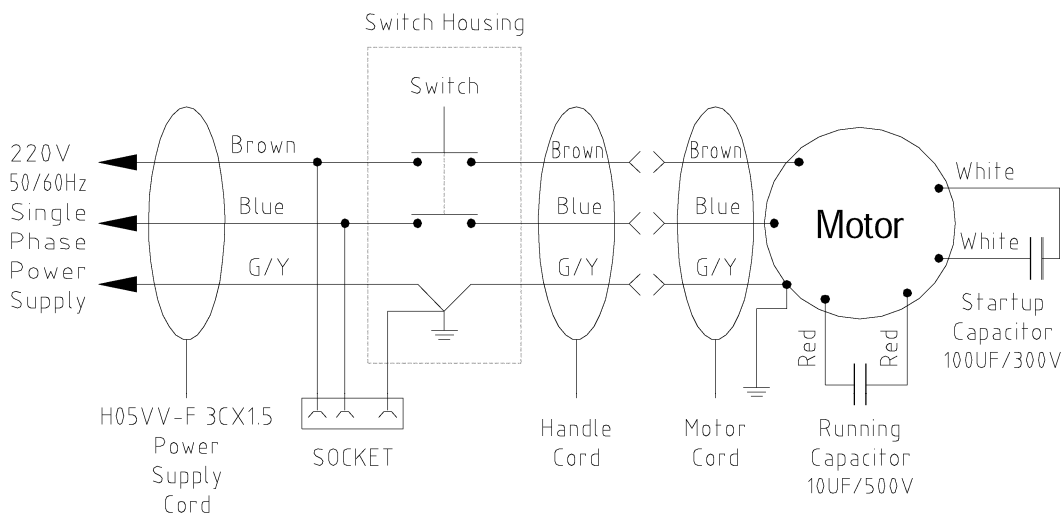 Switch Housing
Switch
220V
50/60Hz
Single
Phase
Power
Supply
Brown
Blue
G/Y
Brown
Blue
G/Y
Brown
Blue
G/Y
Motor
White
White
Red
Red
Startup
Capacitor
100UF/300V
H05VV-F 3CX1.5
Power
Supply
Cord
SOCKET
Handle
Cord
Motor
Cord
Running
Capacitor
10UF/500V